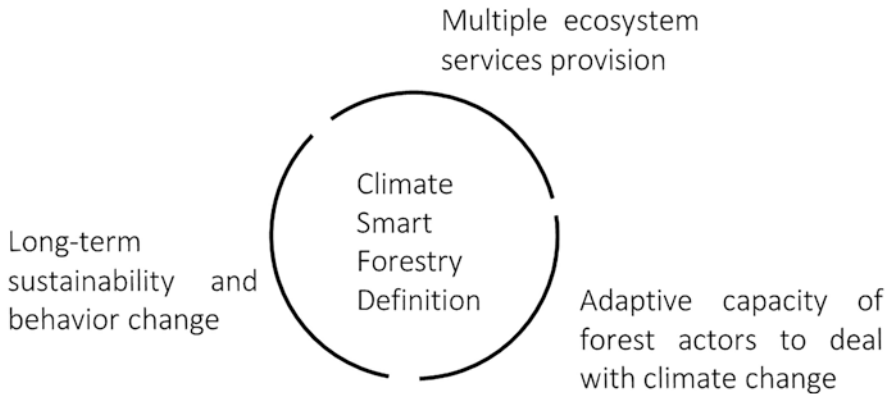 Multiple ecosystem
services provision
Climate
Smart
Forestry
Definition
Long-term
sustainability and
behavior change
Adaptive capacity of
forest actors to deal
with climate change